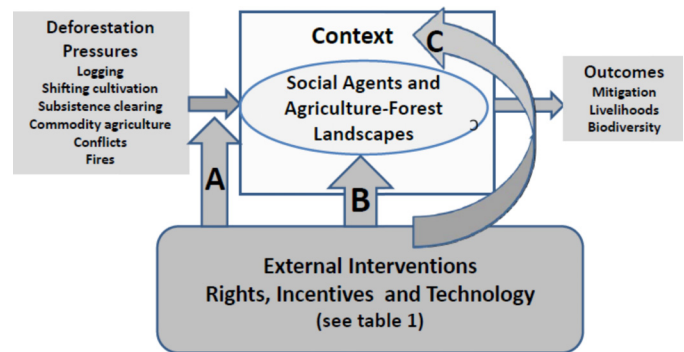 Deforestation
Pressures
Logging
Shifting cultivation
Subsistence clearing
Commodity agriculture
Conflicts
Fires
Context
C
Social Agents and
Agriculture-Forest
Landscapes
Outcomes
Mitigation
Livelihoods
Biodiversity
A
B
External Interventions
Rights, Incentives and Technology
(see table 1)